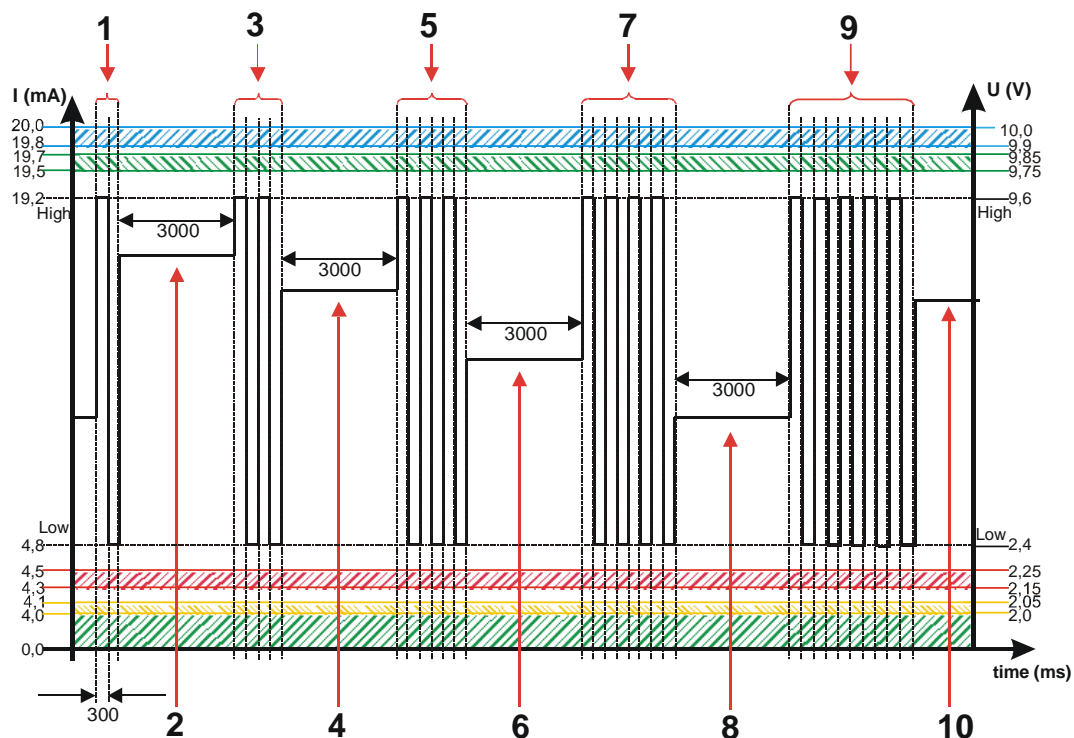 1 3 5 7 9
I (mA) U (V)
20,0 10,0
19,8 9,9
19,7 9,85
19,5 9,75
19,2 9,6
High High
3000
3000
3000
3000
Low Low
4,8 2,4
4,5 2,25
4,3 2,15
4,1 2,05
4,0 2,0
0,0
time (ms)
300
2 4 6 8 10